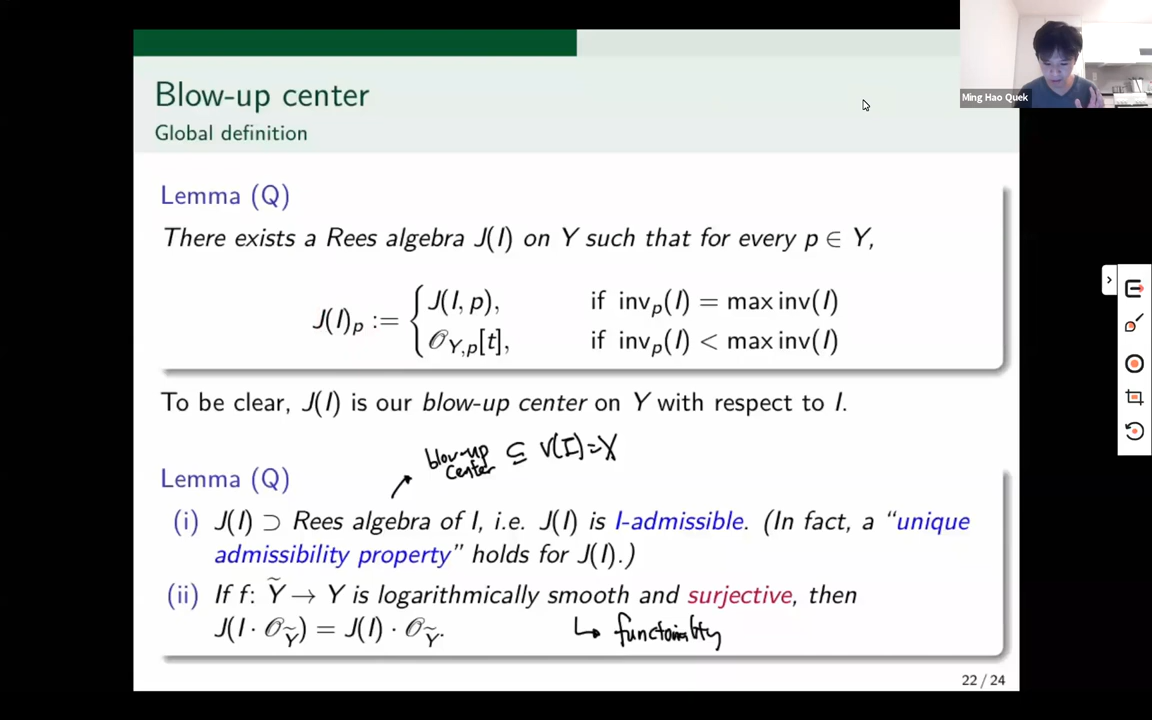 Ming Hao Quek
Blow-up center
Global definition
Lemma (Q)
There exists a Rees algebra J(I) on Y such that for every p ∈ Y,
J(I)ₚ := { J(I, p), if invₚ(I) = max inv(I)
𝒪_{Y,p}[t], if invₚ(I) < max inv(I)
To be clear, J(I) is our blow-up center on Y with respect to I.
blow-up center ⊆ V(I)=X
Lemma (Q)
(i) J(I) ⊃ Rees algebra of I, i.e. J(I) is I-admissible. (In fact, a “unique
admissibility property” holds for J(I).)
(ii) If f: Ỹ → Y is logarithmically smooth and surjective, then
J(I · 𝒪_Ỹ) = J(I) · 𝒪_Ỹ.
↳ functoriality
22 / 24